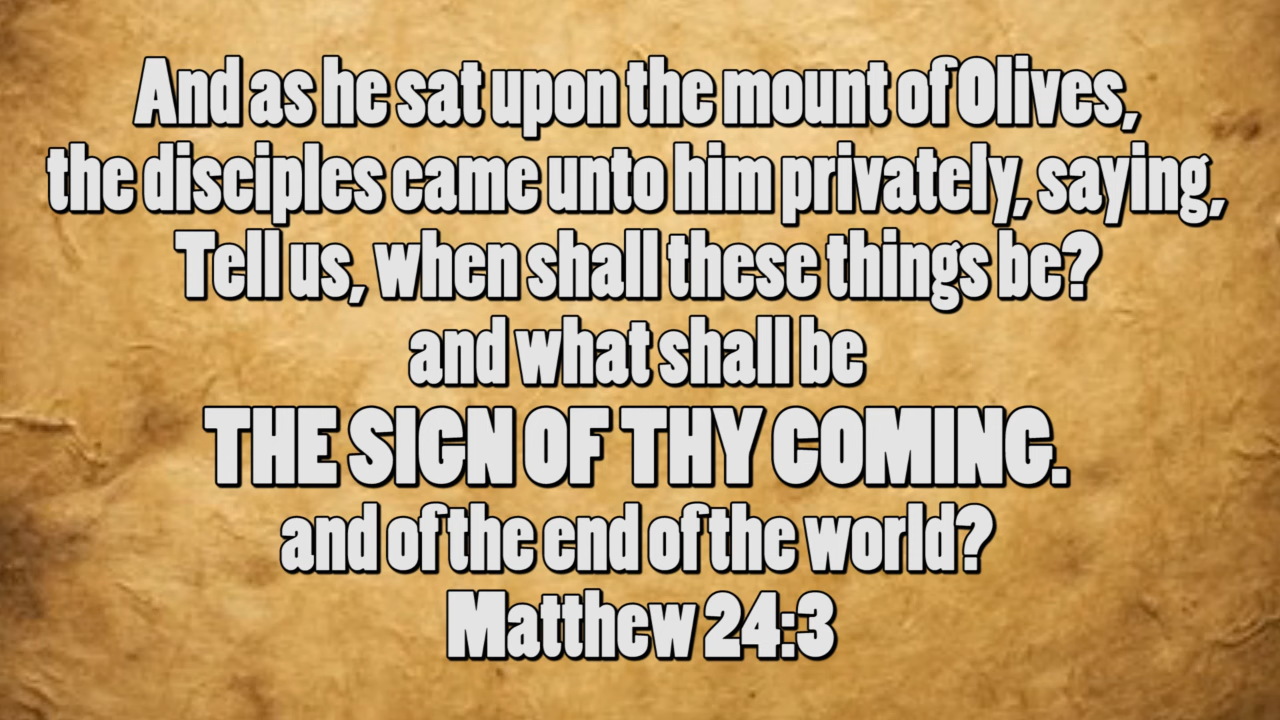 And as he sat upon the mount of Olives,
the disciples came unto him privately, saying,
Tell us, when shall these things be?
and what shall be
THE SIGN OF THY COMING.
and of the end of the world?
Matthew 24:3